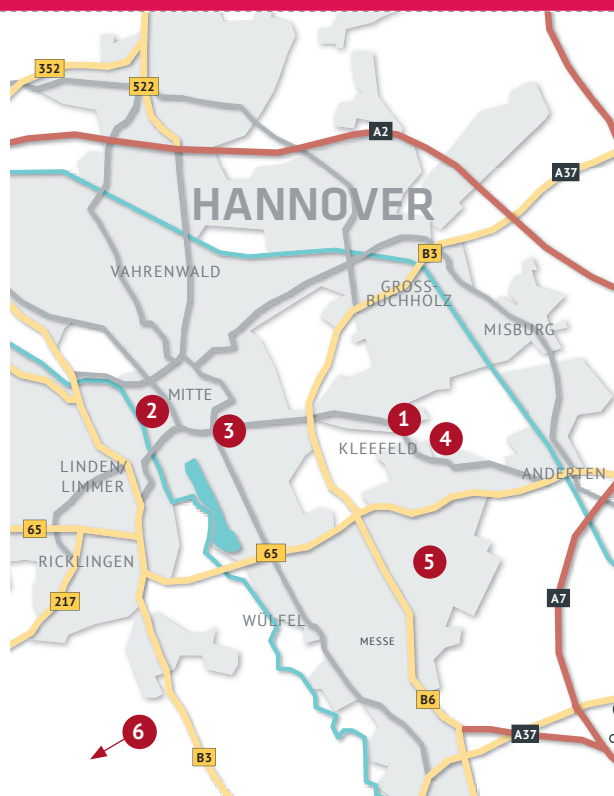 352
522
A2
A37
HANNOVER
B3
VAHRENWALD
GROSS-
BUCHHOLZ
MISBURG
MITTE
2
1
3
4
KLEEFELD
LINDEN/
LIMMER
ANDERTEN
65
65
RICKLINGEN
5
217
A7
WÜLFEL
MESSE
B6
6
A37
B3